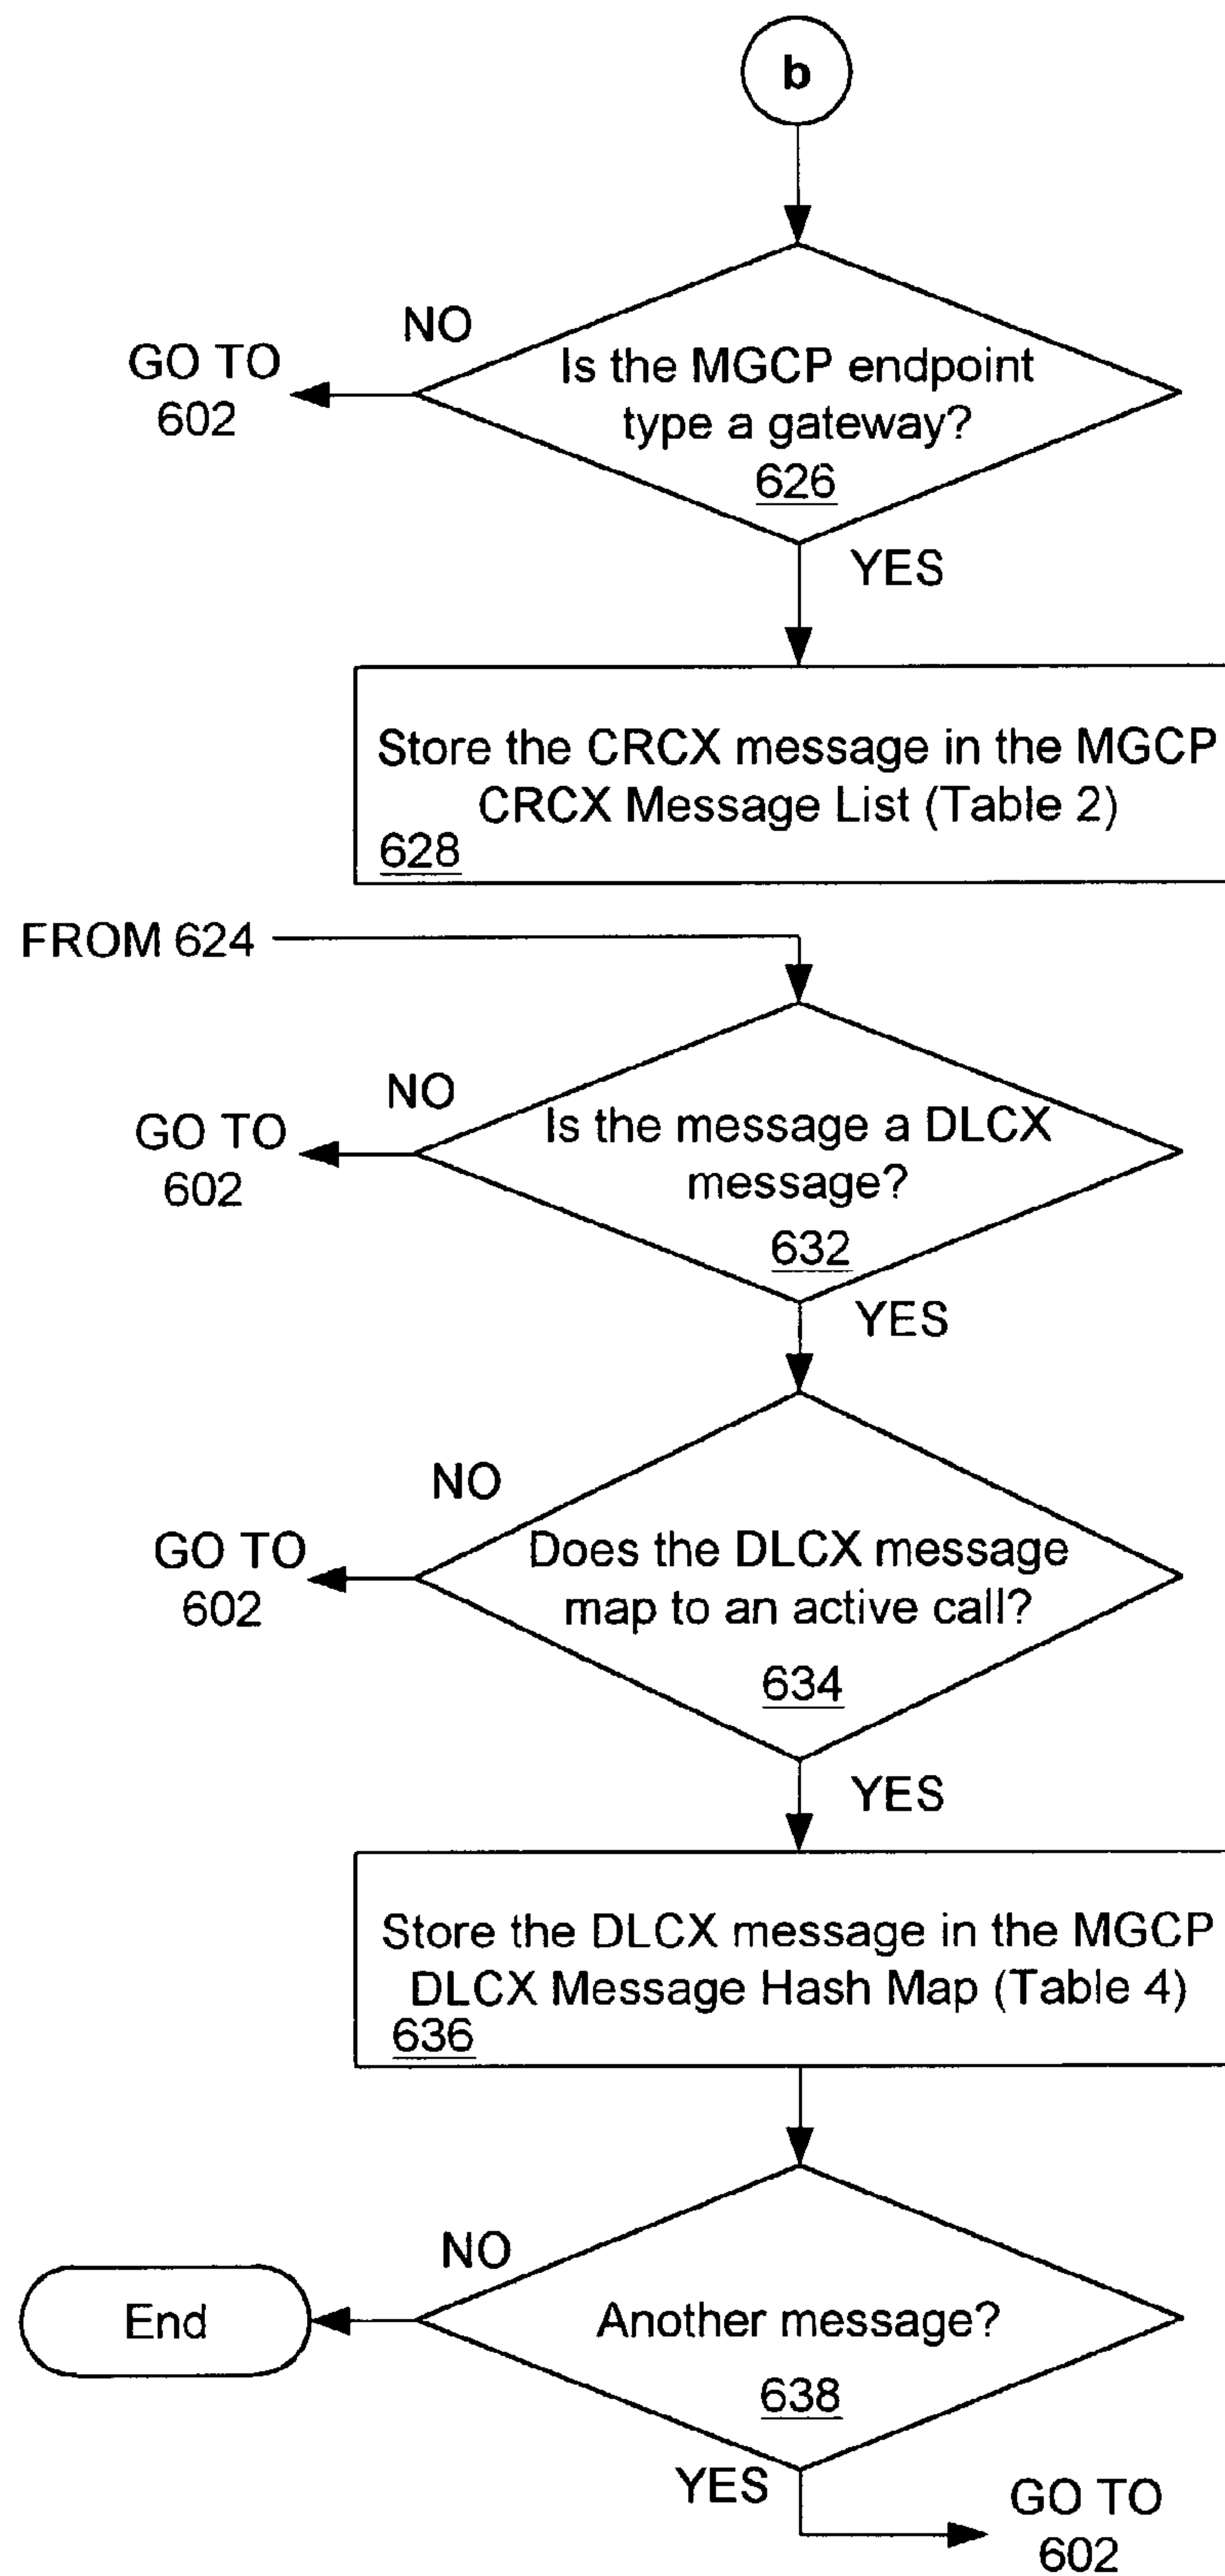 b
NO
GO TO
602
Is the MGCP endpoint
type a gateway?
626
YES
Store the CRCX message in the MGCP
CRCX Message List (Table 2)
628
FROM 624
NO
GO TO
602
Is the message a DLCX
message?
632
YES
NO
GO TO
602
Does the DLCX message
map to an active call?
634
YES
Store the DLCX message in the MGCP
DLCX Message Hash Map (Table 4)
636
NO
End
Another message?
638
YES
GO TO
602